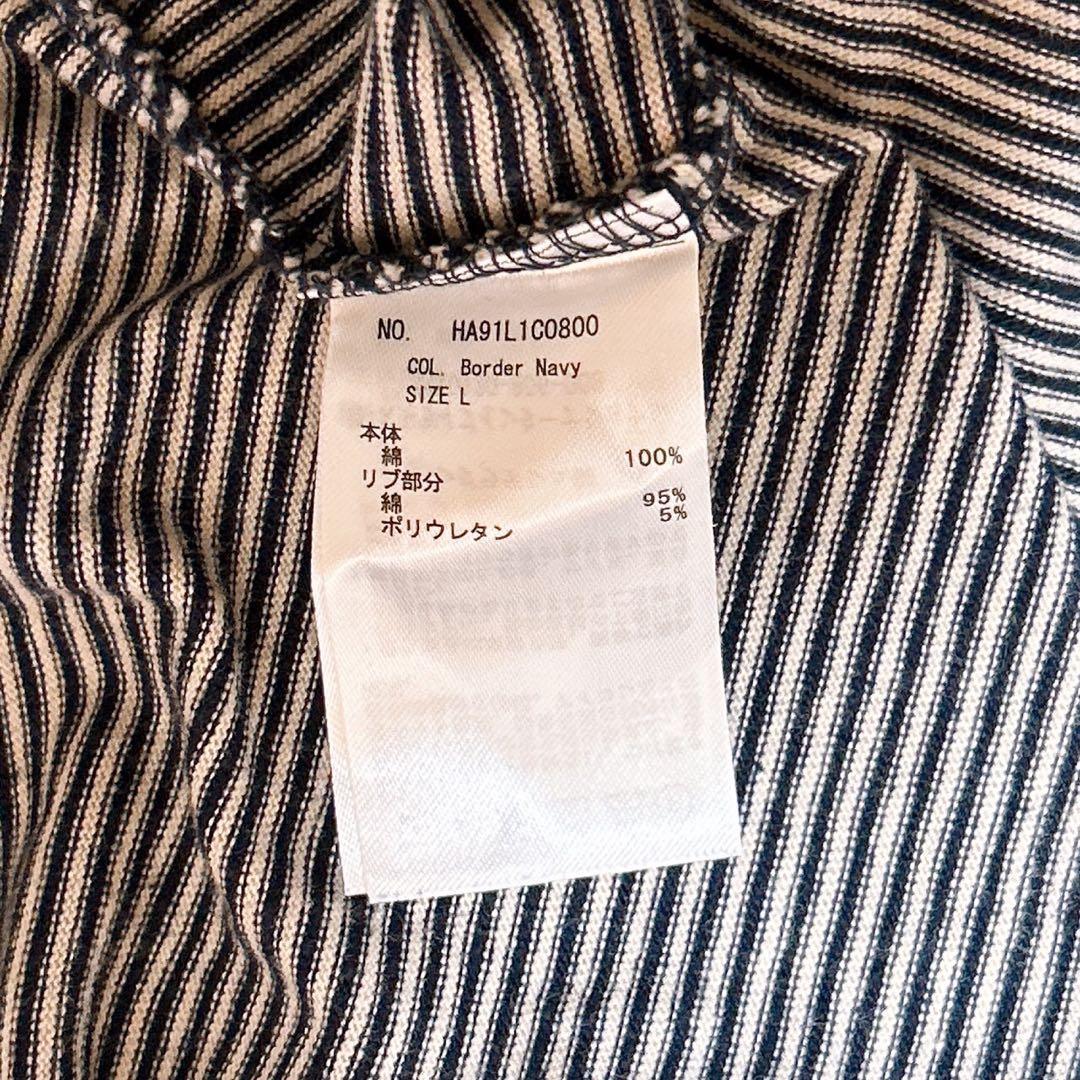 NO. HA91L1C0800
COL. Border Navy
SIZE L
本体
綿 100%
リブ部分
綿 95%
ポリウレタン 5%